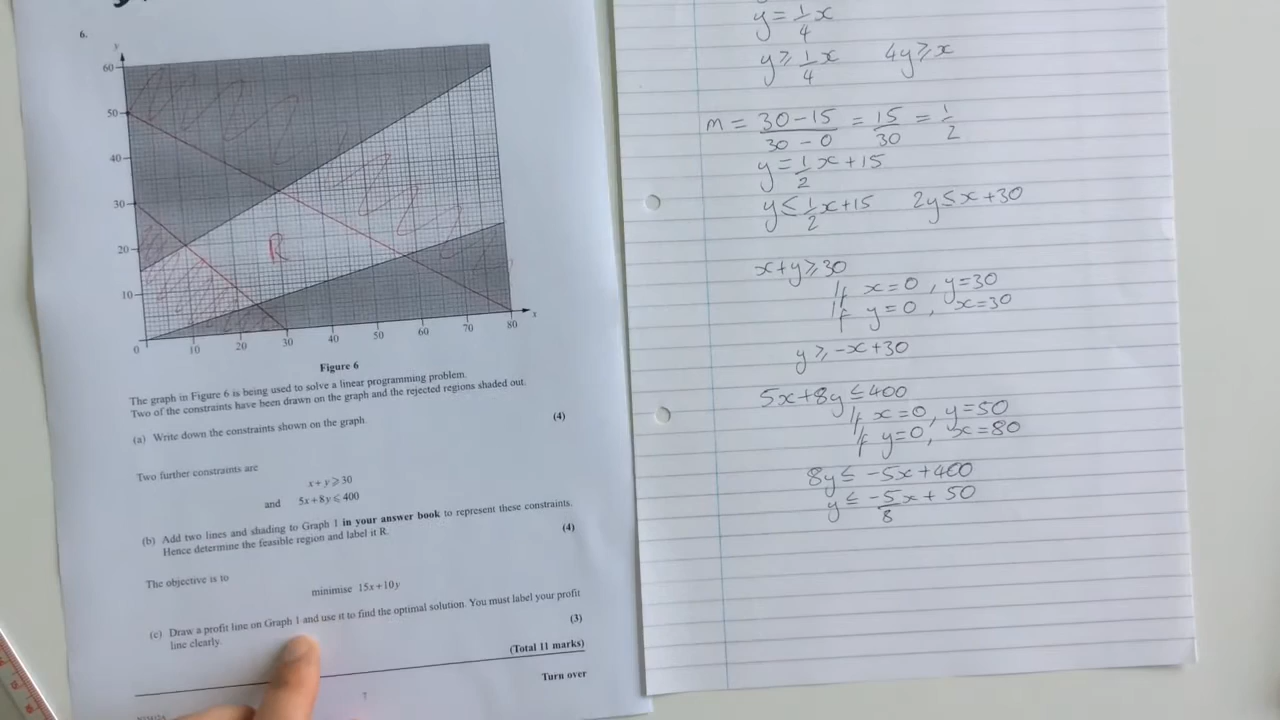 6.
y
60
50
40
30
20
10
0
10
20
30
40
50
60
70
80
x
R
Figure 6
The graph in Figure 6 is being used to solve a linear programming problem.
Two of the constraints have been drawn on the graph and the rejected regions shaded out.
(a) Write down the constraints shown on the graph.
(4)
Two further constraints are
x + y ⩾ 30
and 5x + 8y ⩽ 400
(b) Add two lines and shading to Graph 1 in your answer book to represent these constraints.
Hence determine the feasible region and label it R.
(4)
The objective is to
minimise 15x + 10y
(c) Draw a profit line on Graph 1 and use it to find the optimal solution. You must label your profit
line clearly.
(3)
(Total 11 marks)
Turn over
7
y = 1/4 x
y ⩾ 1/4 x 4y ⩾ x
m = 30 - 15 / 30 - 0 = 15/30 = 1/2
y = 1/2 x + 15
y ≤ 1/2 x + 15 2y ≤ x + 30
x + y ⩾ 30
If x = 0, y = 30
If y = 0, x = 30
y ⩾ -x + 30
5x + 8y ≤ 400
If x = 0, y = 50
If y = 0, x = 80
8y ≤ -5x + 400
y ≤ -5/8 x + 50